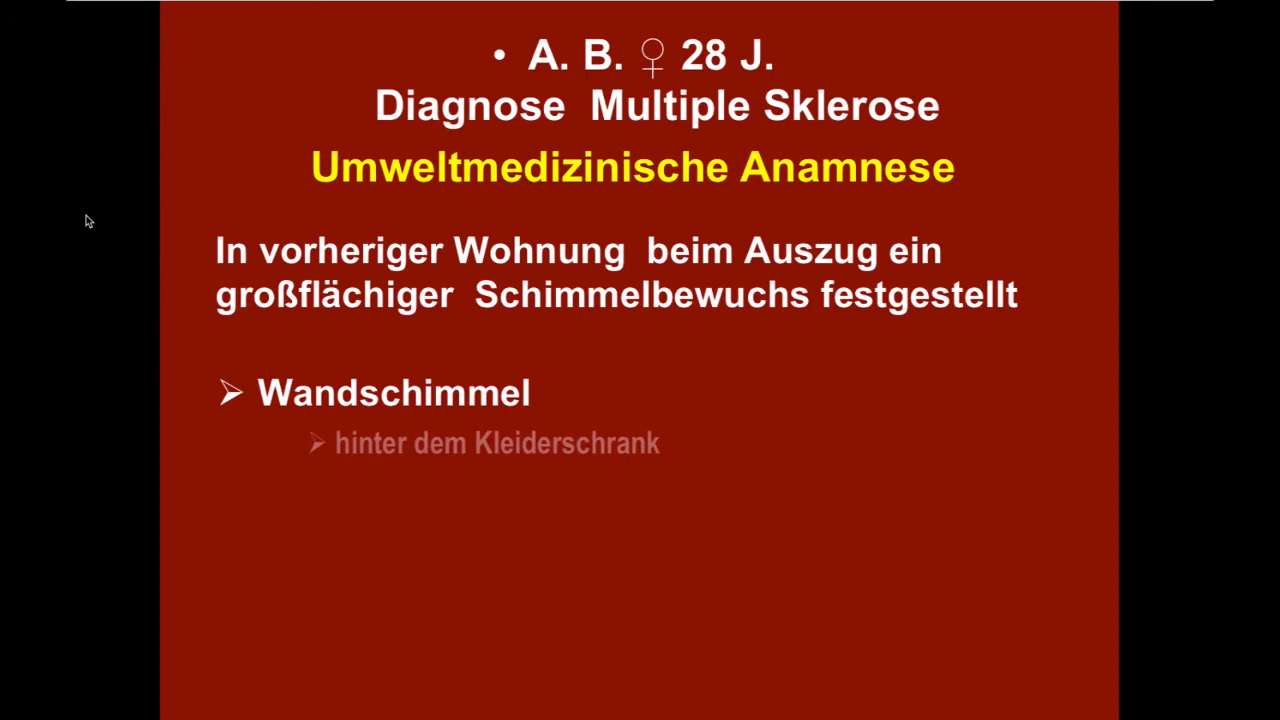 • A. B. ♀ 28 J.
Diagnose Multiple Sklerose
Umweltmedizinische Anamnese
In vorheriger Wohnung beim Auszug ein
großflächiger Schimmelbewuchs festgestellt
➢ Wandschimmel
➢ hinter dem Kleiderschrank